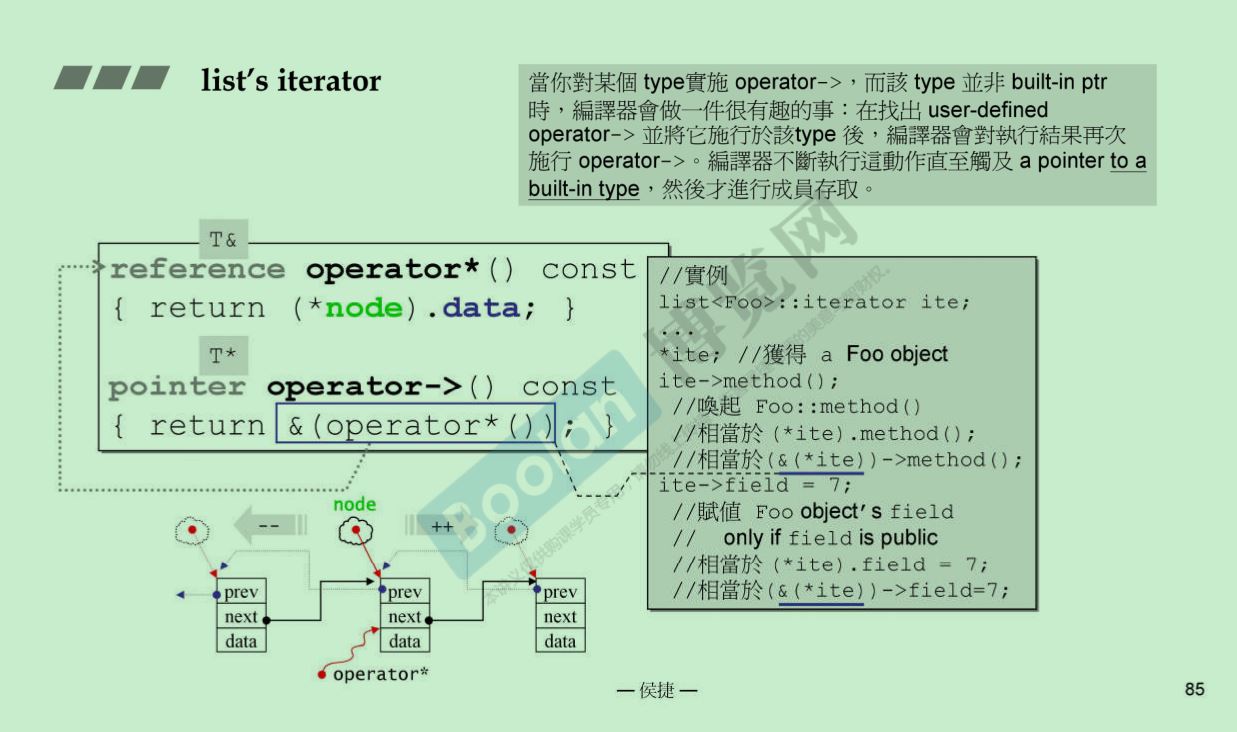 list's iterator
當你對某個 type實施 operator->，而該 type 並非 built-in ptr
時，編譯器會做一件很有趣的事：在找出 user-defined
operator-> 並將它施行於該type 後，編譯器會對執行結果再次
施行 operator->。編譯器不斷執行這動作直至觸及 a pointer to a
built-in type，然後才進行成員存取。
T&
reference operator*() const
{ return (*node).data; }
T*
pointer operator->() const
{ return &(operator*()); }
//實例
list<Foo>::iterator ite;
...
*ite; //獲得 a Foo object
ite->method();
//喚起 Foo::method()
//相當於 (*ite).method();
//相當於(&(*ite))->method();
ite->field = 7;
//賦值 Foo object's field
// only if field is public
//相當於 (*ite).field = 7;
//相當於(&(*ite))->field=7;
node
--
++
prev
next
data
prev
next
data
prev
next
data
operator*
Boolan
博览网
— 侯捷 —
85